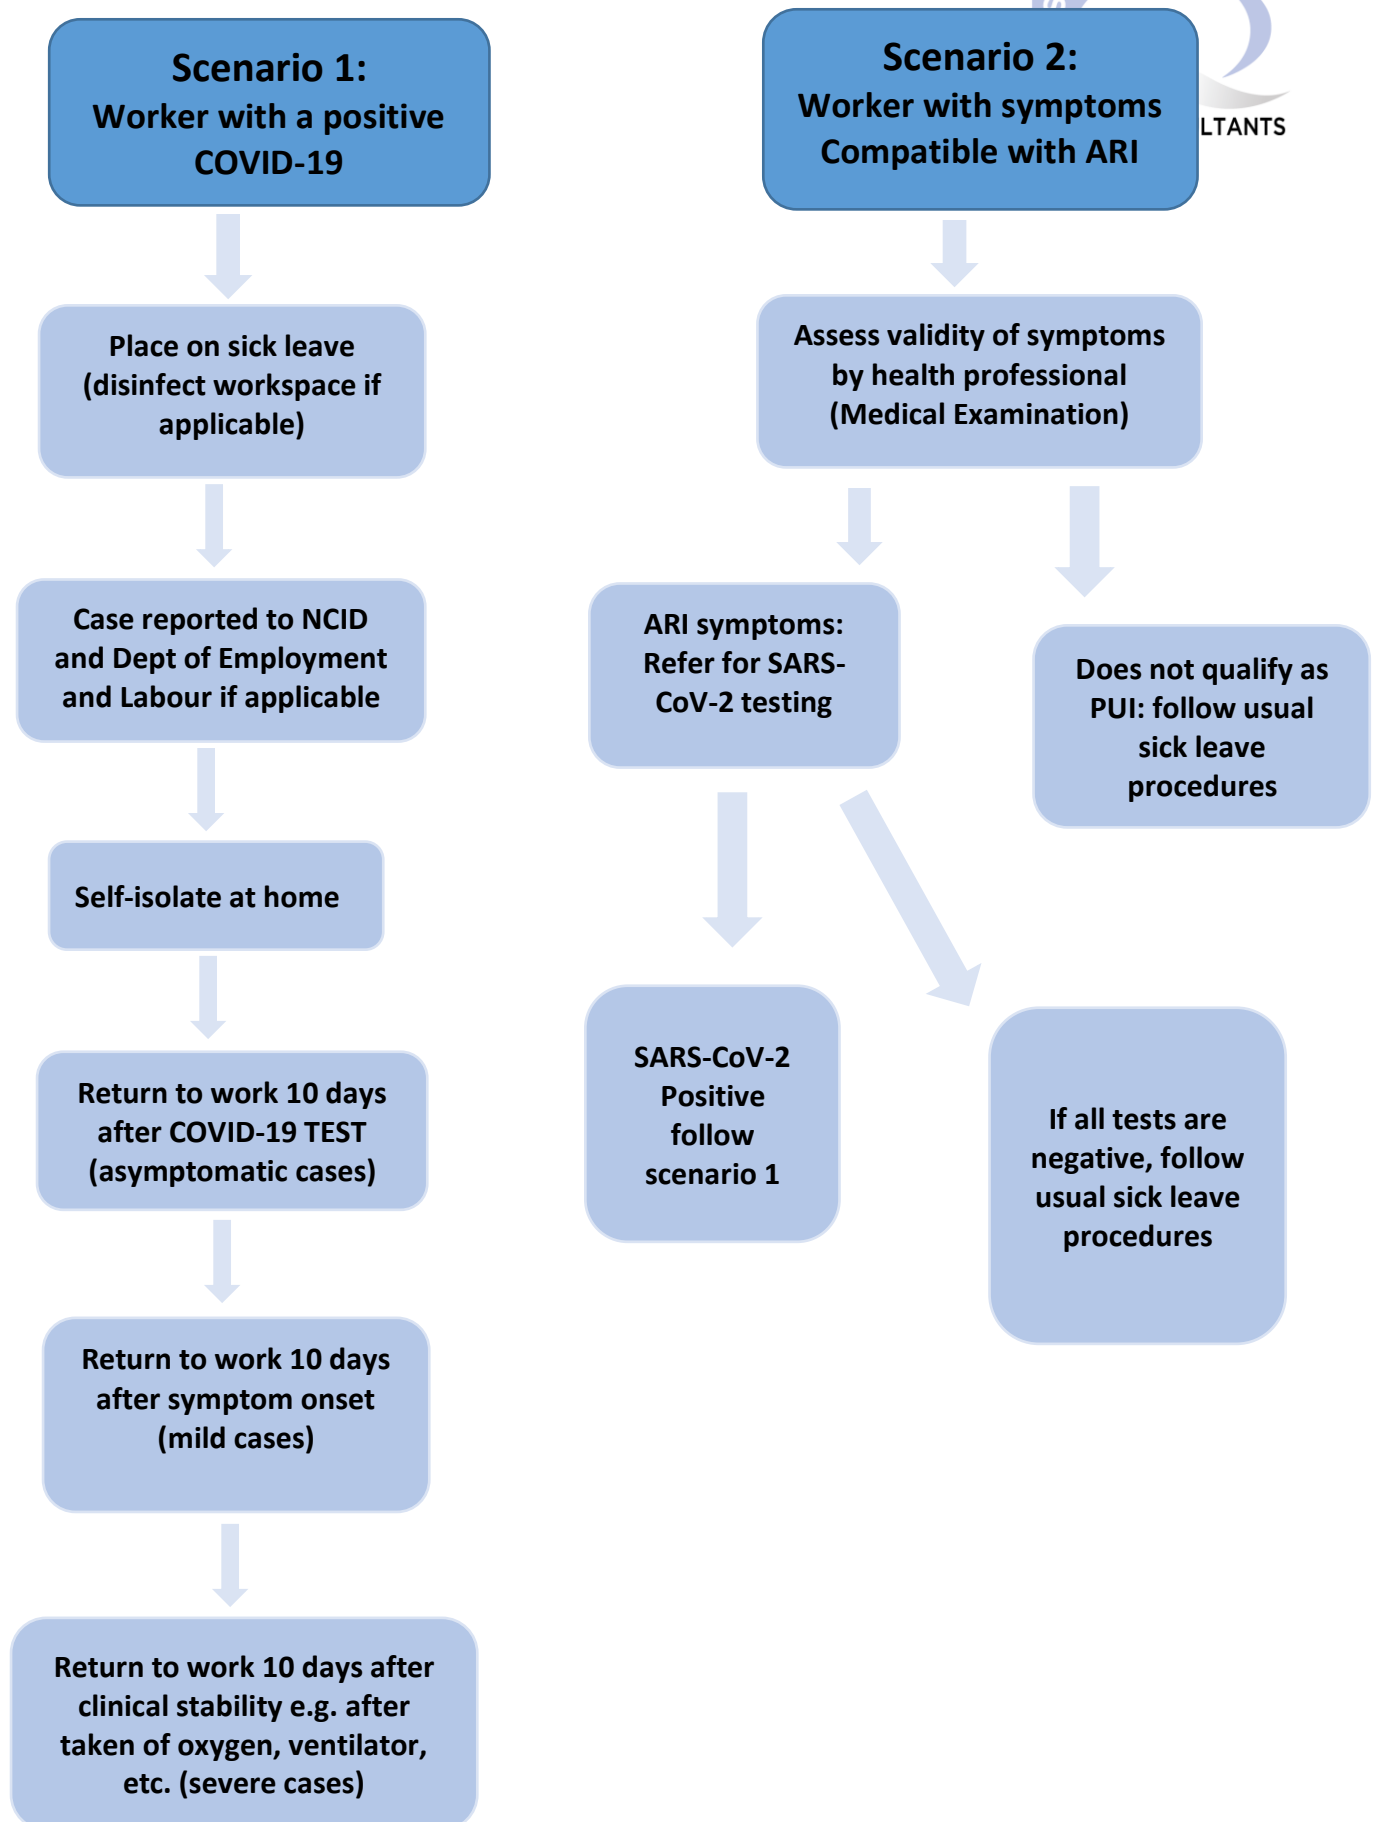 Scenario 1:
Worker with a positive
COVID-19
Place on sick leave
(disinfect workspace if
applicable)
Case reported to NCID
and Dept of Employment
and Labour if applicable
Self-isolate at home
Return to work 10 days
after COVID-19 TEST
(asymptomatic cases)
Return to work 10 days
after symptom onset
(mild cases)
Return to work 10 days after
clinical stability e.g. after
taken of oxygen, ventilator,
etc. (severe cases)
Scenario 2:
Worker with symptoms
Compatible with ARI
S
LTANTS
Assess validity of symptoms
by health professional
(Medical Examination)
ARI symptoms:
Refer for SARS-
CoV-2 testing
Does not qualify as
PUI: follow usual
sick leave
procedures
SARS-CoV-2
Positive
follow
scenario 1
If all tests are
negative, follow
usual sick leave
procedures